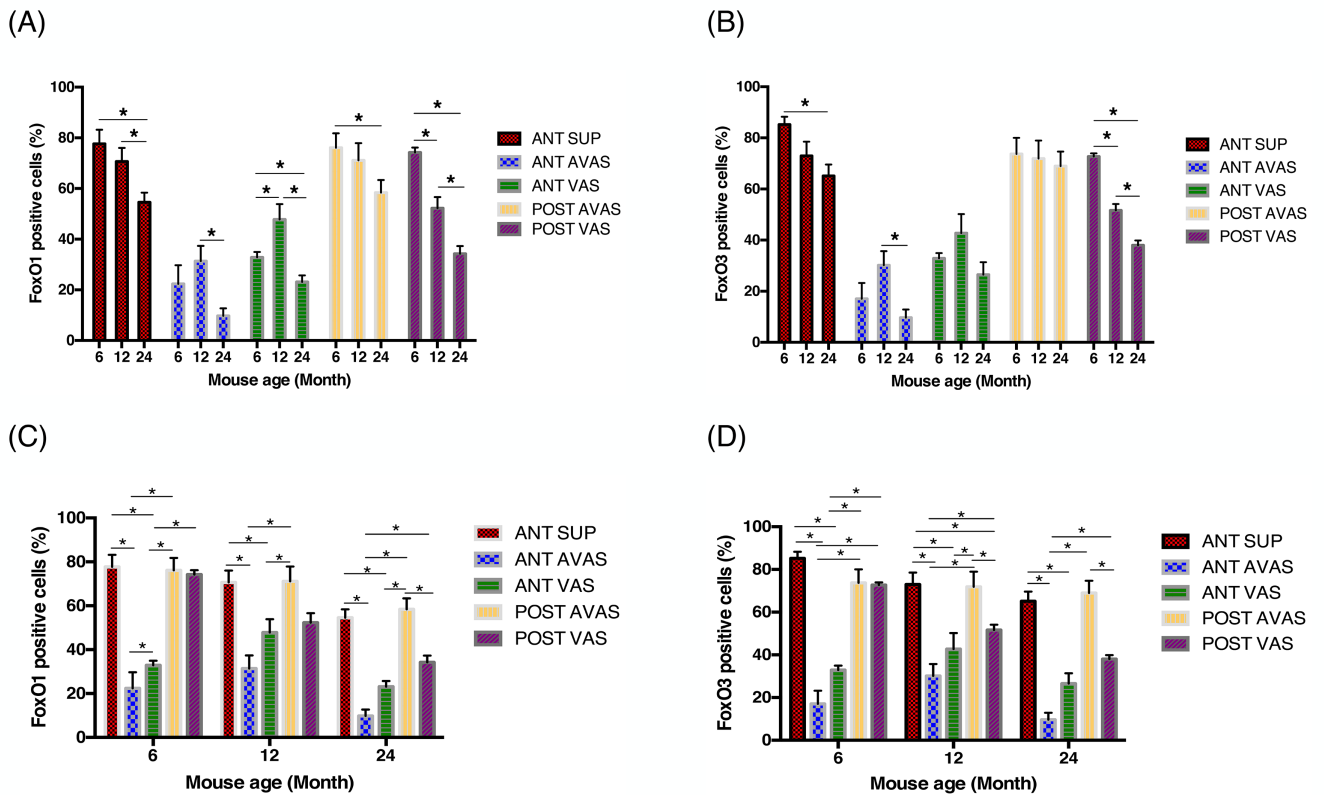 (A)
FoxO1 positive cells (%)
100
80
60
40
20
0
* * * * * * * * * *
6 12 24 6 12 24 6 12 24 6 12 24 6 12 24
Mouse age (Month)
ANT SUP
ANT AVAS
ANT VAS
POST AVAS
POST VAS
(B)
FoxO3 positive cells (%)
100
80
60
40
20
0
* * * * *
6 12 24 6 12 24 6 12 24 6 12 24 6 12 24
Mouse age (Month)
ANT SUP
ANT AVAS
ANT VAS
POST AVAS
POST VAS
(C)
FoxO1 positive cells (%)
100
80
60
40
20
0
* * * * * * * * * * * * * * * *
6 12 24
Mouse age (Month)
ANT SUP
ANT AVAS
ANT VAS
POST AVAS
POST VAS
(D)
FoxO3 positive cells (%)
100
80
60
40
20
0
* * * * * * * * * * * * * * * * * *
6 12 24
Mouse age (Month)
ANT SUP
ANT AVAS
ANT VAS
POST AVAS
POST VAS